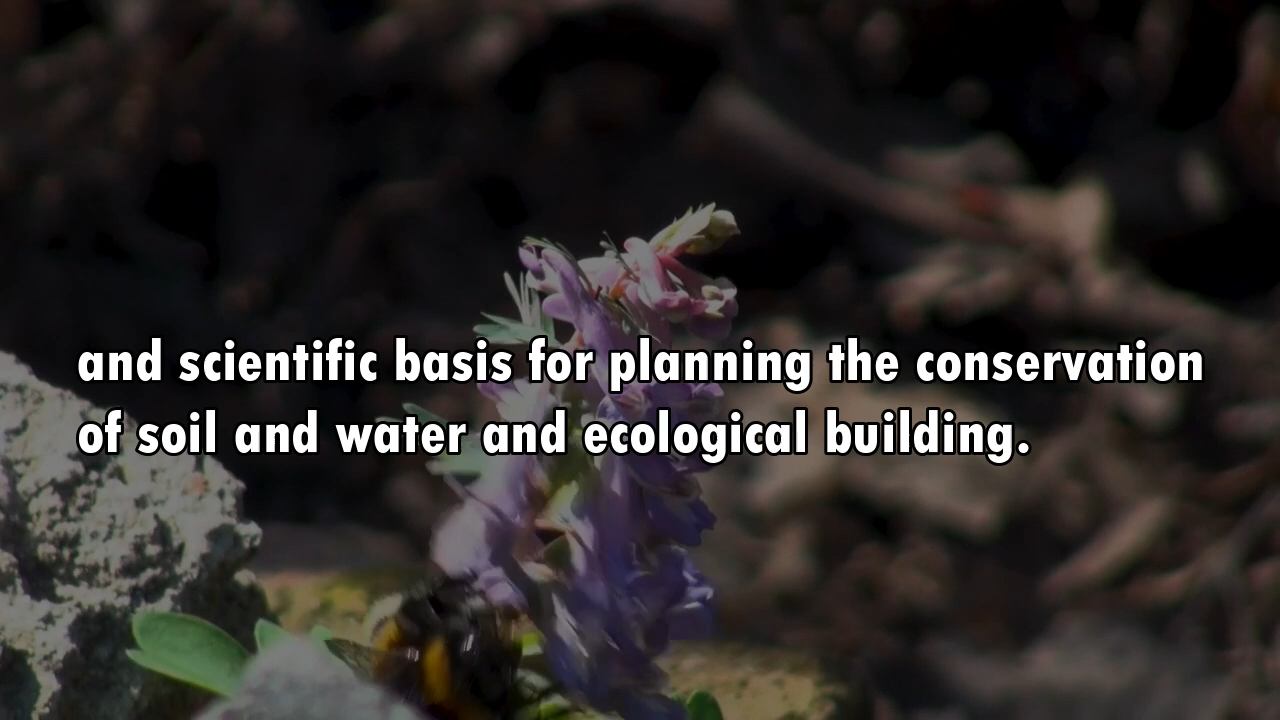 and scientific basis for planning the conservation
of soil and water and ecological building.